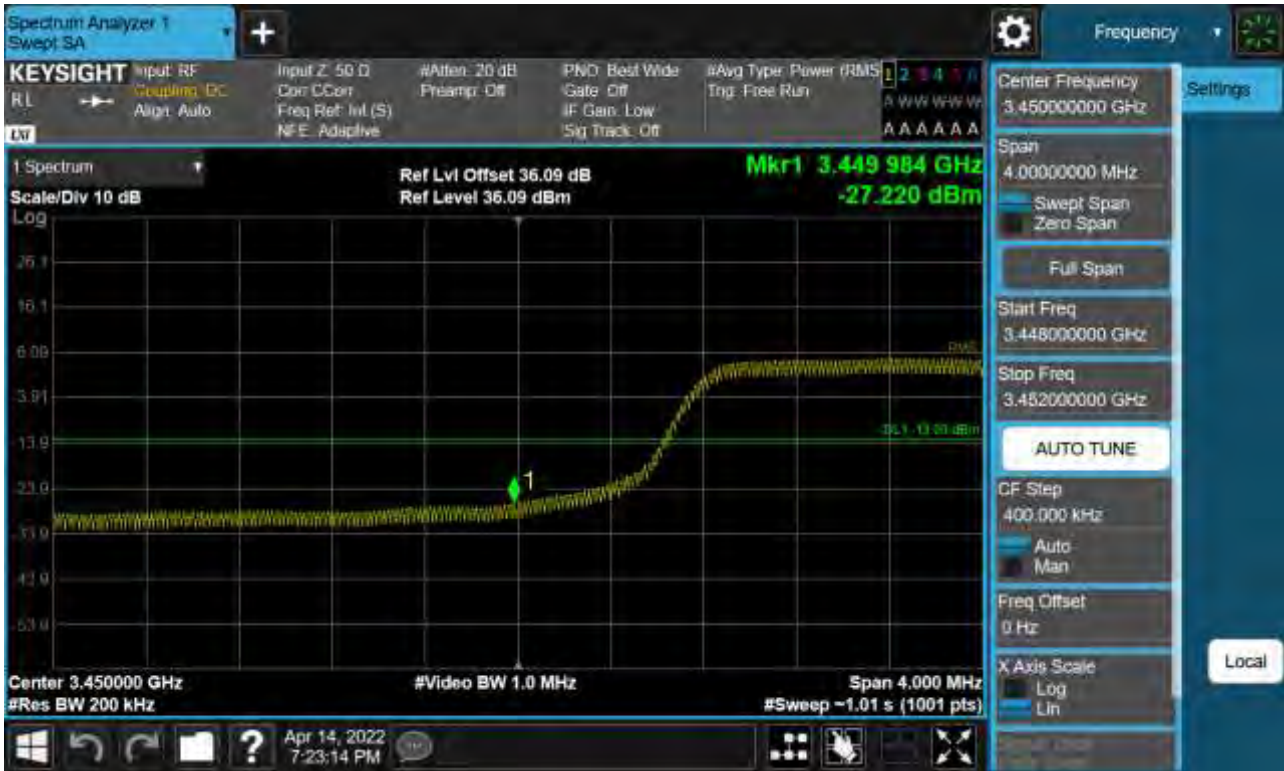 Spectrum Analyzer 1
Swept SA
Frequency
KEYSIGHT
RL
Input: RF
Coupling: DC
Align: Auto
Input Z: 50 Ω
Corr CCorr
Freq Ref: Int (S)
NFE: Adaptive
#Atten: 20 dB
Preamp: Off
PNO: Best Wide
Gate: Off
IF Gain: Low
Sig Track: Off
#Avg Type: Power (RMS
Trig: Free Run
1 2 3 4 5 6
A W W W W W
A A A A A A
LXI
1 Spectrum
Scale/Div 10 dB
Log
Ref Lvl Offset 36.09 dB
Ref Level 36.09 dBm
Mkr1 3.449 984 GHz
-27.220 dBm
26.1
16.1
6.09
RMS
-3.91
DL1 -13.00 dBm
-13.9
1
-23.9
-33.9
-43.9
-53.9
Center 3.450000 GHz
#Video BW 1.0 MHz
Span 4.000 MHz
#Res BW 200 kHz
#Sweep ~1.01 s (1001 pts)
Center Frequency
3.450000000 GHz
Settings
Span
4.00000000 MHz
Swept Span
Zero Span
Full Span
Start Freq
3.448000000 GHz
Stop Freq
3.452000000 GHz
AUTO TUNE
CF Step
400.000 kHz
Auto
Man
Freq Offset
0 Hz
X Axis Scale
Log
Lin
Local
?
Apr 14, 2022
7:23:14 PM